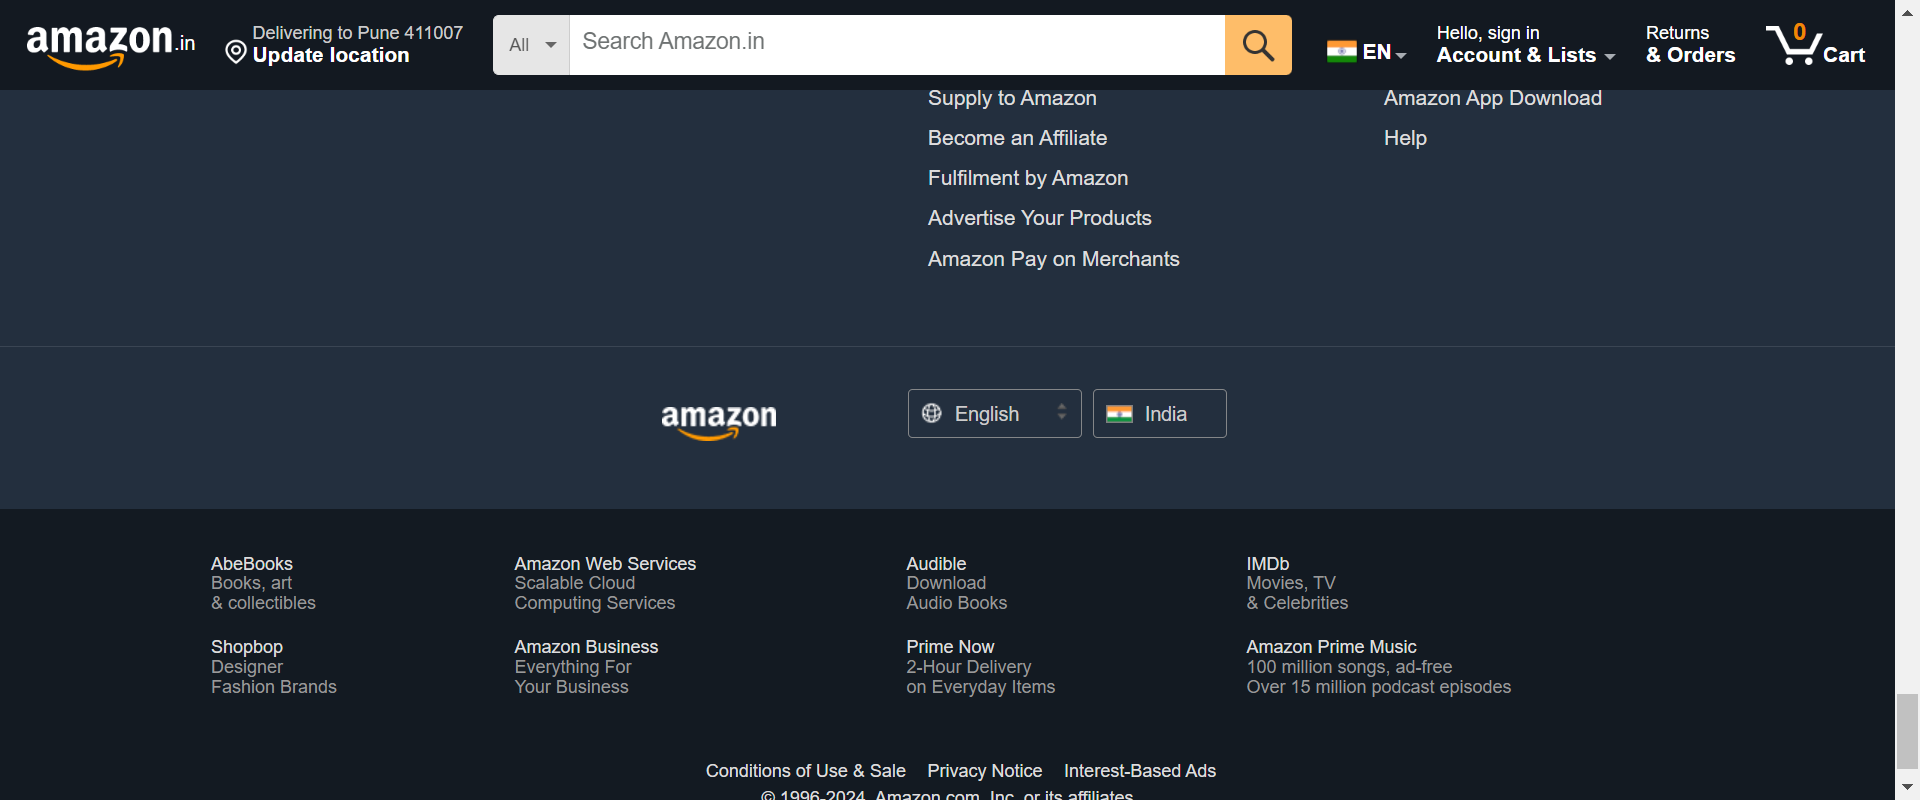 amazon.in
Delivering to Pune 411007
Update location
All
Search Amazon.in
EN
Hello, sign in
Account & Lists
Returns
& Orders
0
Cart
Supply to Amazon
Become an Affiliate
Fulfilment by Amazon
Advertise Your Products
Amazon Pay on Merchants
Amazon App Download
Help
amazon
English
India
AbeBooks
Books, art
& collectibles
Amazon Web Services
Scalable Cloud
Computing Services
Audible
Download
Audio Books
IMDb
Movies, TV
& Celebrities
Shopbop
Designer
Fashion Brands
Amazon Business
Everything For
Your Business
Prime Now
2-Hour Delivery
on Everyday Items
Amazon Prime Music
100 million songs, ad-free
Over 15 million podcast episodes
Conditions of Use & Sale
Privacy Notice
Interest-Based Ads
© 1996-2024, Amazon.com, Inc. or its affiliates